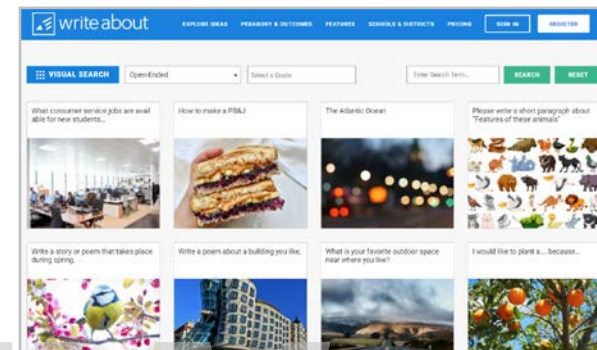 write about
EXPLORE IDEAS PEDAGOGY & OUTCOMES FEATURES SCHOOLS & DISTRICTS PRICING SIGN IN REGISTER
VISUAL SEARCH Open-Ended Select a Grade Enter Search Term... SEARCH RESET
What consumer service jobs are avail
able for new students...
How to make a PB&J
The Atlantic Ocean
Please write a short paragraph about
"Features of these animals"
Write a story or poem that takes place
during spring.
Write a poem about a building you like.
What is your favorite outdoor space
near where you live?
I would like to plant a... because...